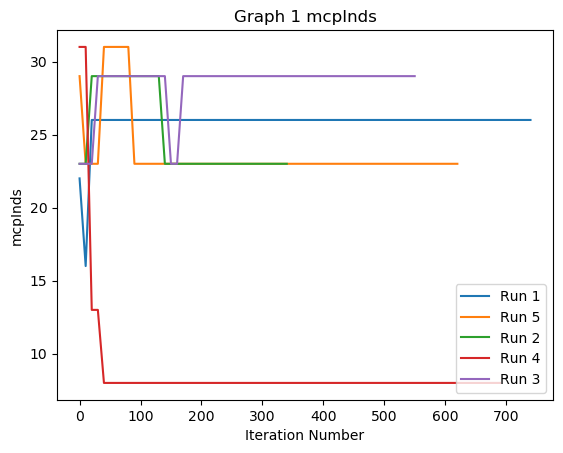 Graph 1 mcpInds
mcpInds
30
25
20
15
10
0 100 200 300 400 500 600 700
Iteration Number
Run 1
Run 5
Run 2
Run 4
Run 3